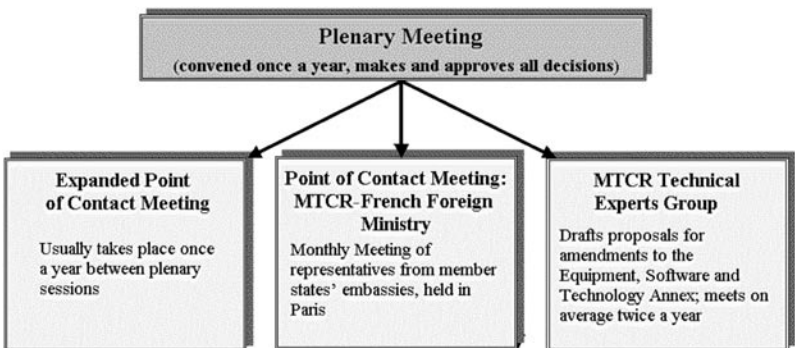 Plenary Meeting
(convened once a year, makes and approves all decisions)
Expanded Point
of Contact Meeting
Usually takes place once
a year between plenary
sessions
Point of Contact Meeting:
MTCR-French Foreign
Ministry
Monthly Meeting of
representatives from member
states' embassies, held in
Paris
MTCR Technical
Experts Group
Drafts proposals for
amendments to the
Equipment, Software and
Technology Annex; meets on
average twice a year